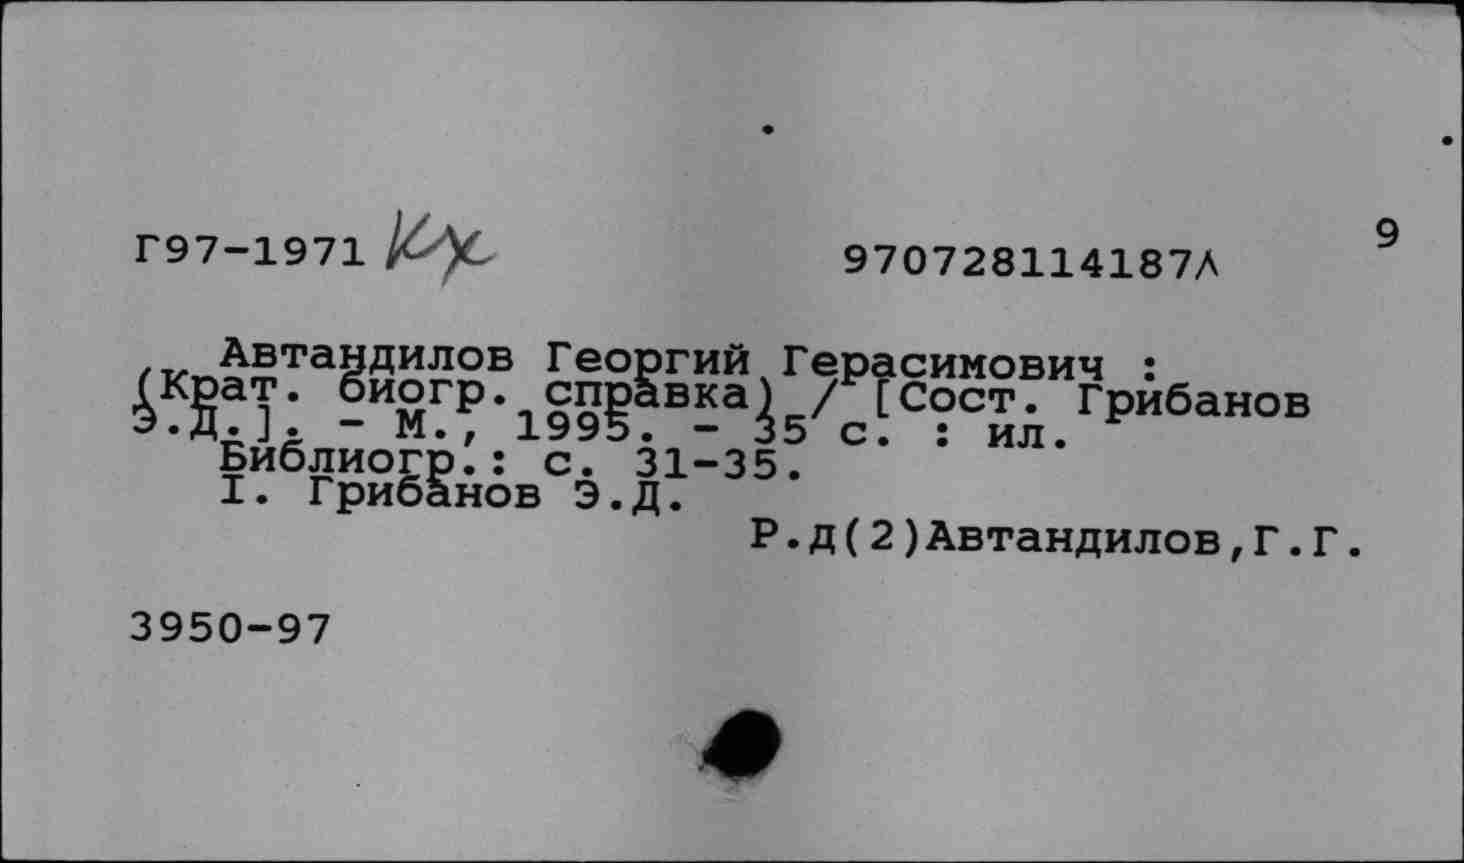 Г97-1971
970728114187Л
9
Автандилов Георгий Герасимович :
(Крат. биогр. справка) / [Сост. Грибанов
Э.Д.]. - М., 1995. - 35 с. : ил.
Библиогр.: с. 31-35.
I. Грибанов Э.Д.
Р.д(2)Автандилов,Г.Г.
3950-97